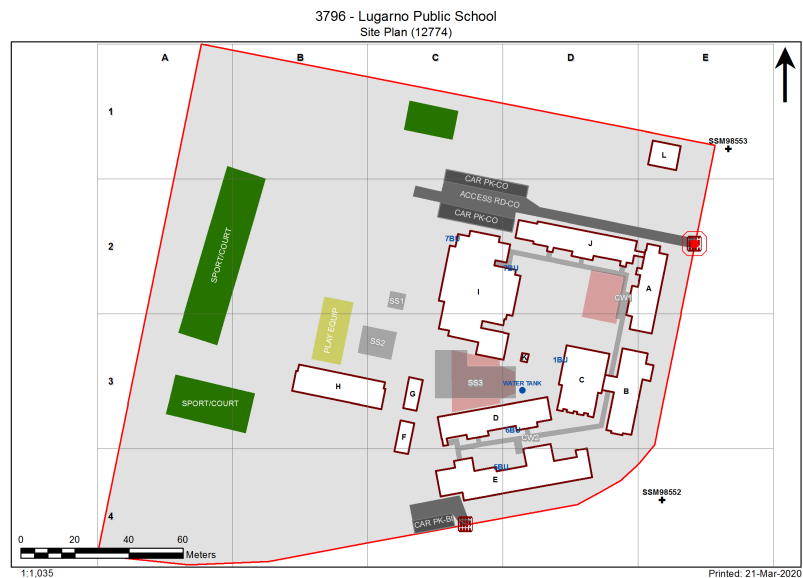 3796 - Lugarno Public School
Site Plan (12774)
A
B
C
D
E
1
SSM98553
L
CAR PK-CO
ACCESS RD-CO
CAR PK-CO
2
SPORT/COURT
7BU
J
7BU
A
I
SS1
CW1
PLAY EQUIP
SS2
1BU
K
3
H
G
SS3
WATER TANK
C
B
SPORT/COURT
D
F
6BU
CW2
5BU
E
SSM98552
4
CAR PK-BI
0 20 40 60
Meters
1:1,035
Printed: 21-Mar-2020